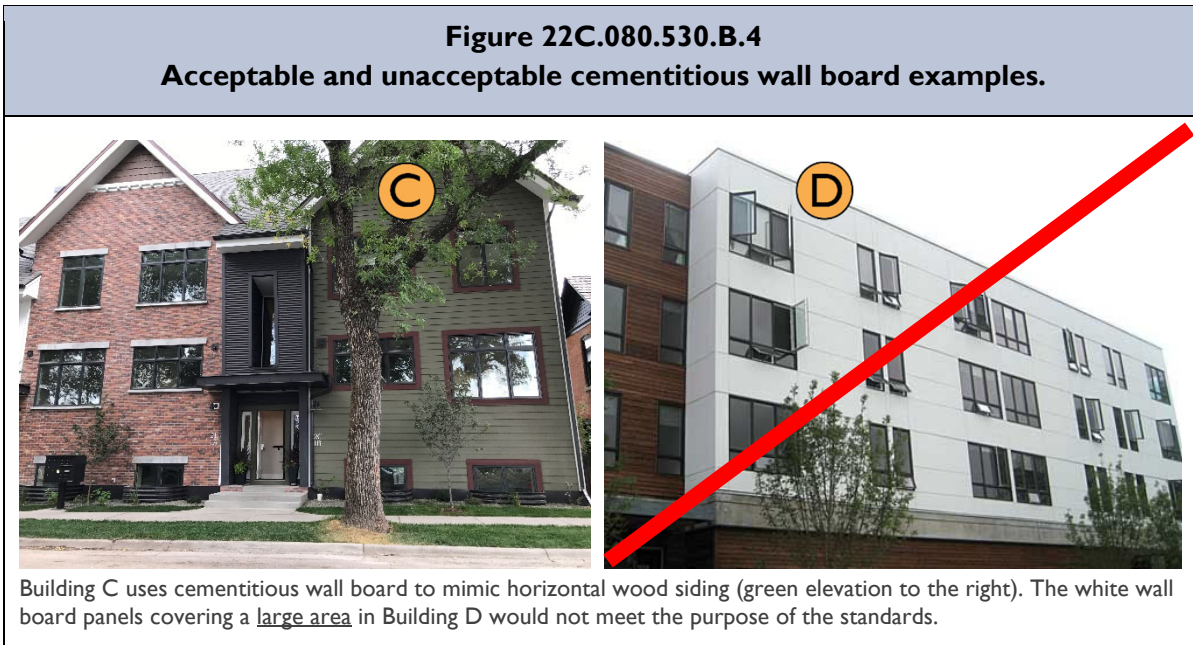 Figure 22C.080.530.B.4
Acceptable and unacceptable cementitious wall board examples.
C
D
Building C uses cementitious wall board to mimic horizontal wood siding (green elevation to the right). The white wall
board panels covering a large area in Building D would not meet the purpose of the standards.